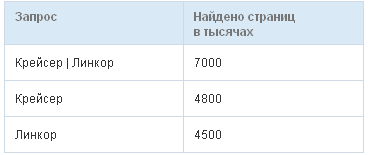 Запрос Найдено страниц
в тысячах
Крейсер | Линкор 7000
Крейсер 4800
Линкор 4500